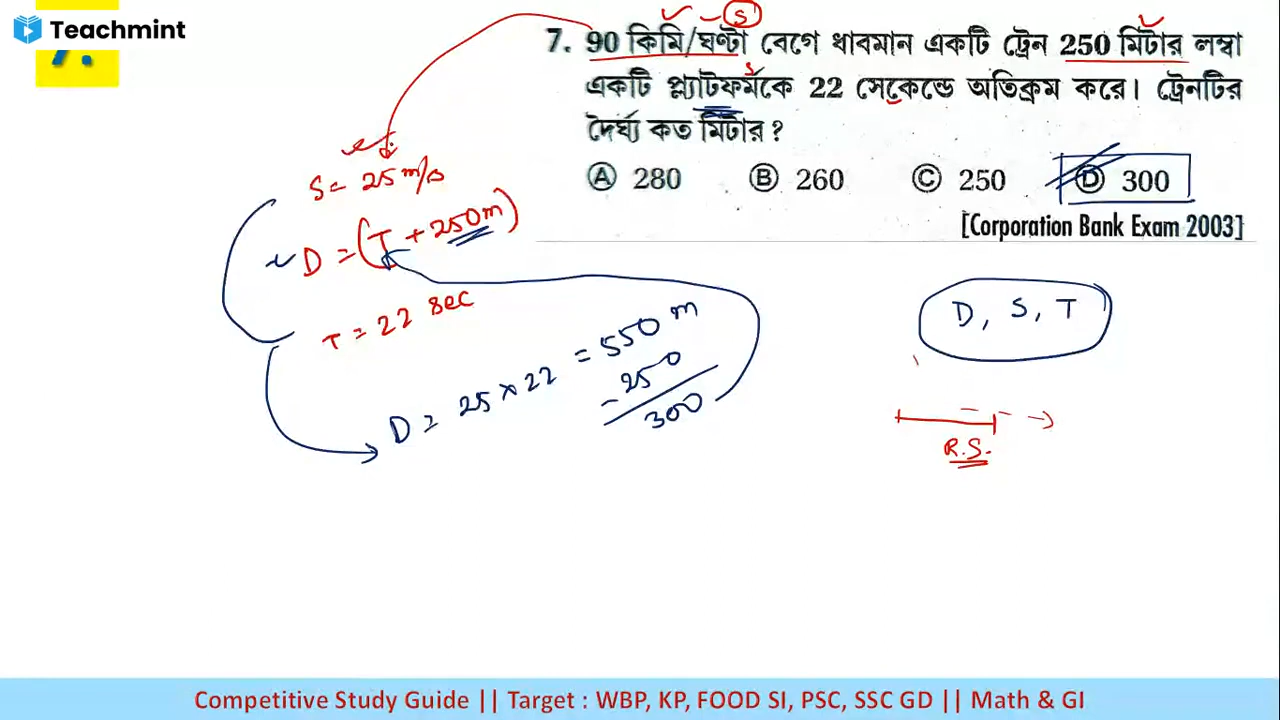 Teachmint
7.
7. 90 কিমি/ঘণ্টা বেগে ধাবমান একটি ট্রেন 250 মিটার লম্বা
একটি প্ল্যাটফর্মকে 22 সেকেন্ডে অতিক্রম করে। ট্রেনটির
দৈর্ঘ্য কত মিটার ?
Ⓐ 280 Ⓑ 260 Ⓒ 250 Ⓓ 300
[Corporation Bank Exam 2003]
S
S= 25 m/s
D = (T + 250m)
T = 22 sec
D = 25 × 22 = 550 m
- 250
300
D, S, T
R.S.
Competitive Study Guide || Target : WBP, KP, FOOD SI, PSC, SSC GD || Math & GI